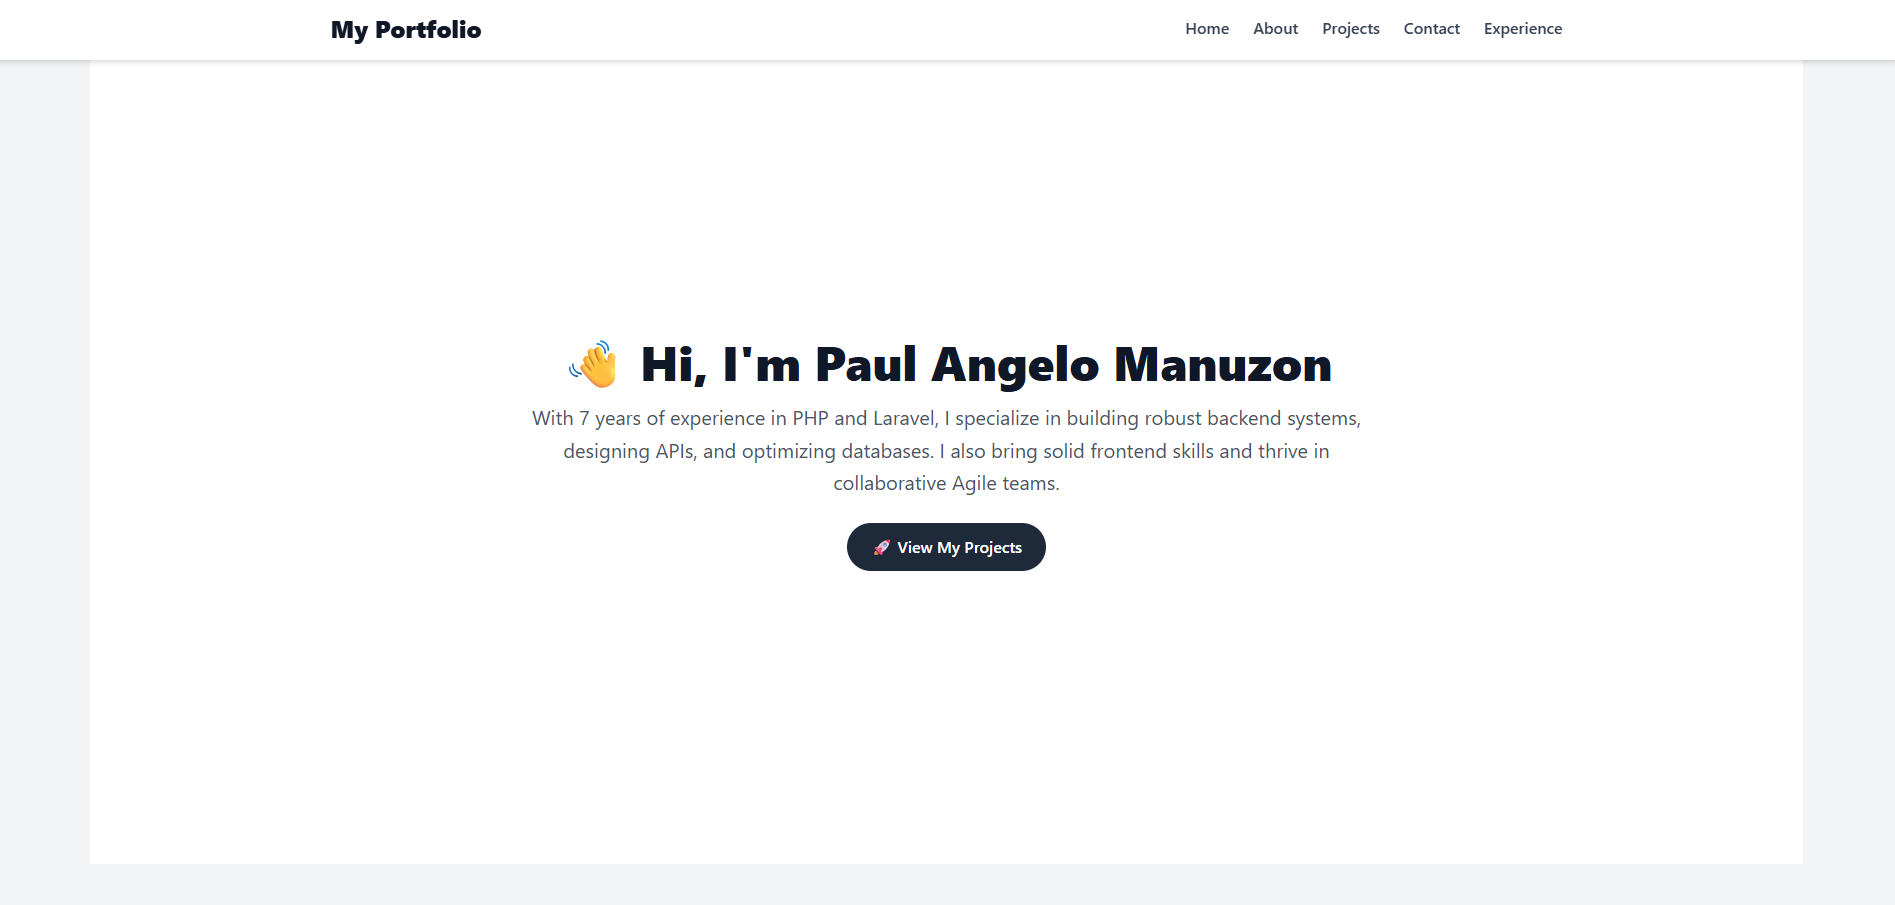 My Portfolio
Home About Projects Contact Experience
👋 Hi, I'm Paul Angelo Manuzon
With 7 years of experience in PHP and Laravel, I specialize in building robust backend systems,
designing APIs, and optimizing databases. I also bring solid frontend skills and thrive in
collaborative Agile teams.
🚀 View My Projects